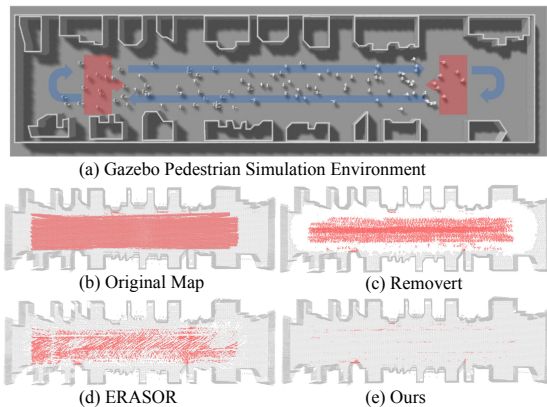 (a) Gazebo Pedestrian Simulation Environment
(b) Original Map
(c) Removert
(d) ERASOR
(e) Ours